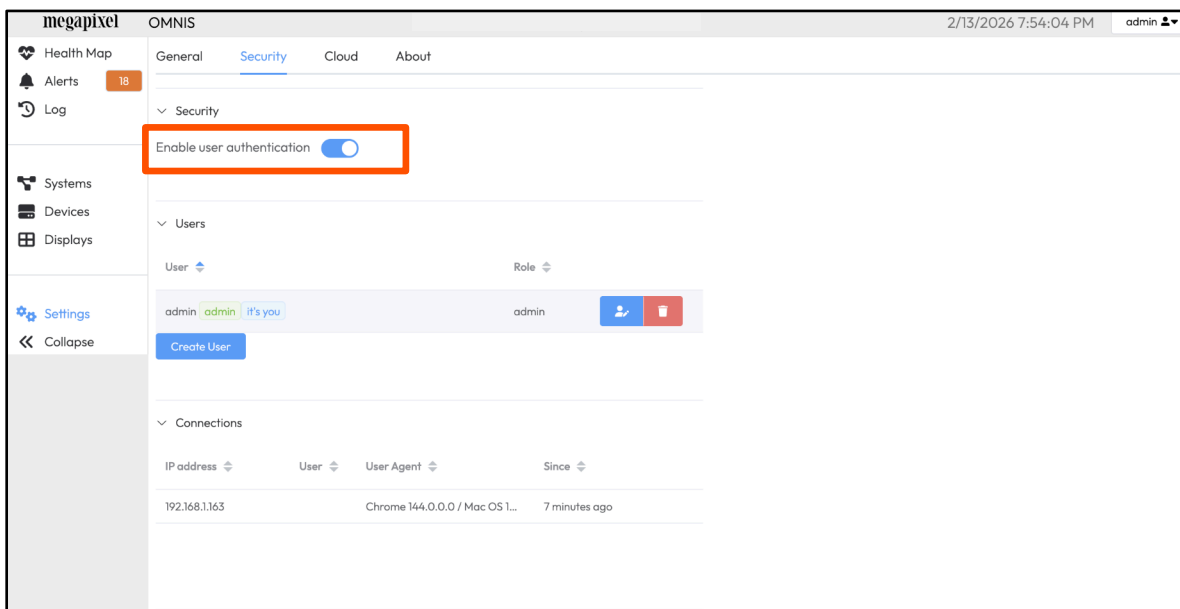 megapixel OMNIS 2/13/2026 7:54:04 PM admin
Health Map
Alerts 18
Log
Systems
Devices
Displays
Settings
Collapse
General Security Cloud About
Security
Enable user authentication
Users
User Role
admin admin it's you admin
Create User
Connections
IP address User User Agent Since
192.168.1.163 Chrome 144.0.0.0 / Mac OS 1... 7 minutes ago